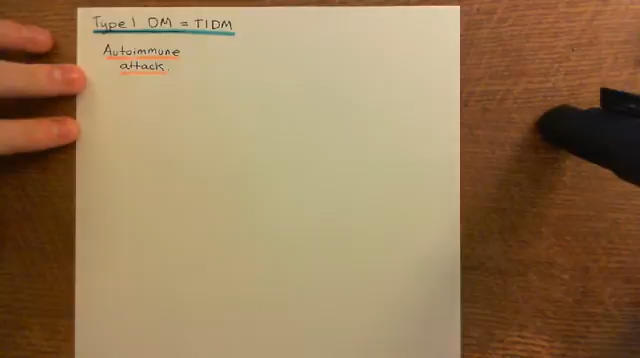 Type 1 DM = T1DM
Autoimmune
attack.